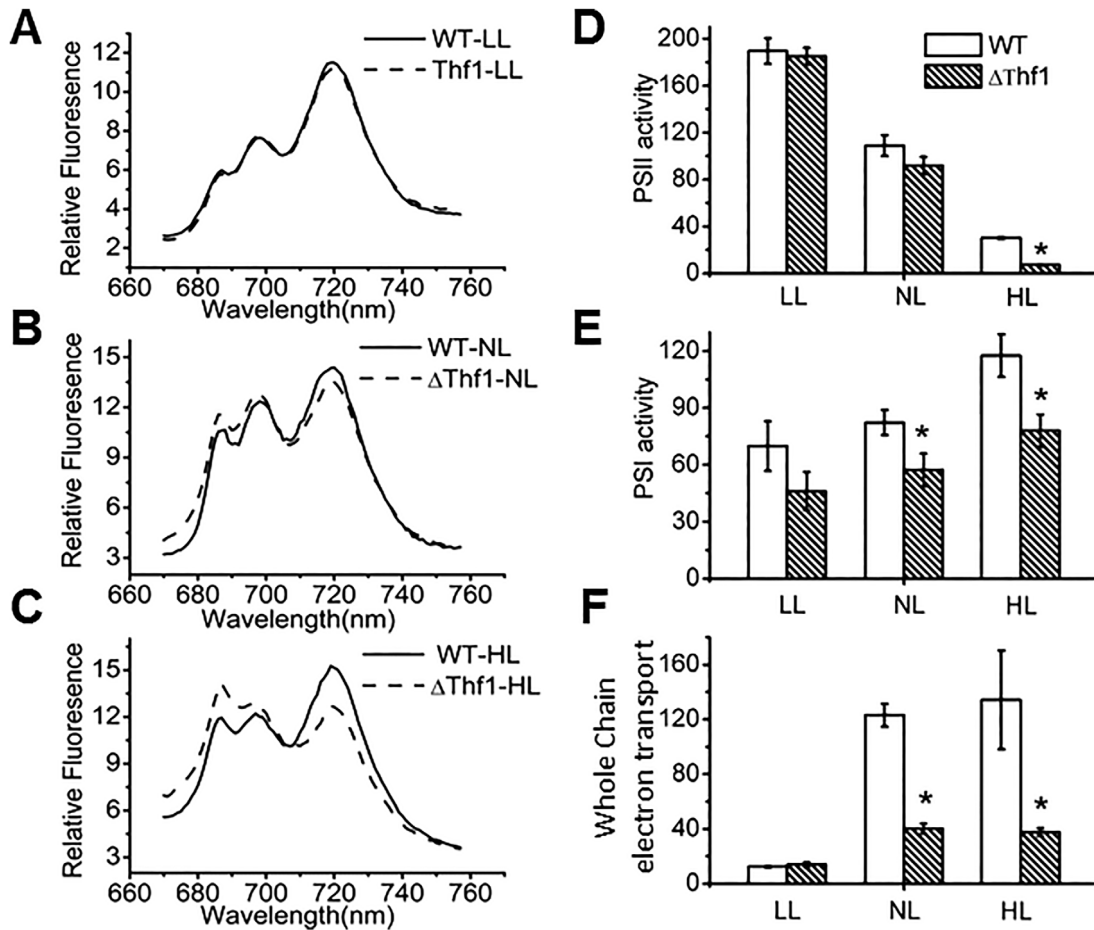 A
Relative Fluoresence
12
10
8
6
4
2
WT-LL
Thf1-LL
660 680 700 720 740 760
Wavelength(nm)
B
Relative Fluoresence
15
12
9
6
3
WT-NL
ΔThf1-NL
660 680 700 720 740 760
Wavelength(nm)
C
Relative Fluoresence
15
12
9
6
3
WT-HL
ΔThf1-HL
660 680 700 720 740 760
Wavelength(nm)
D
PSII activity
200
160
120
80
40
0
WT
ΔThf1
*
LL NL HL
E
PSI activity
120
90
60
30
0
* *
LL NL HL
F
Whole Chain
electron transport
160
120
80
40
0
* *
LL NL HL